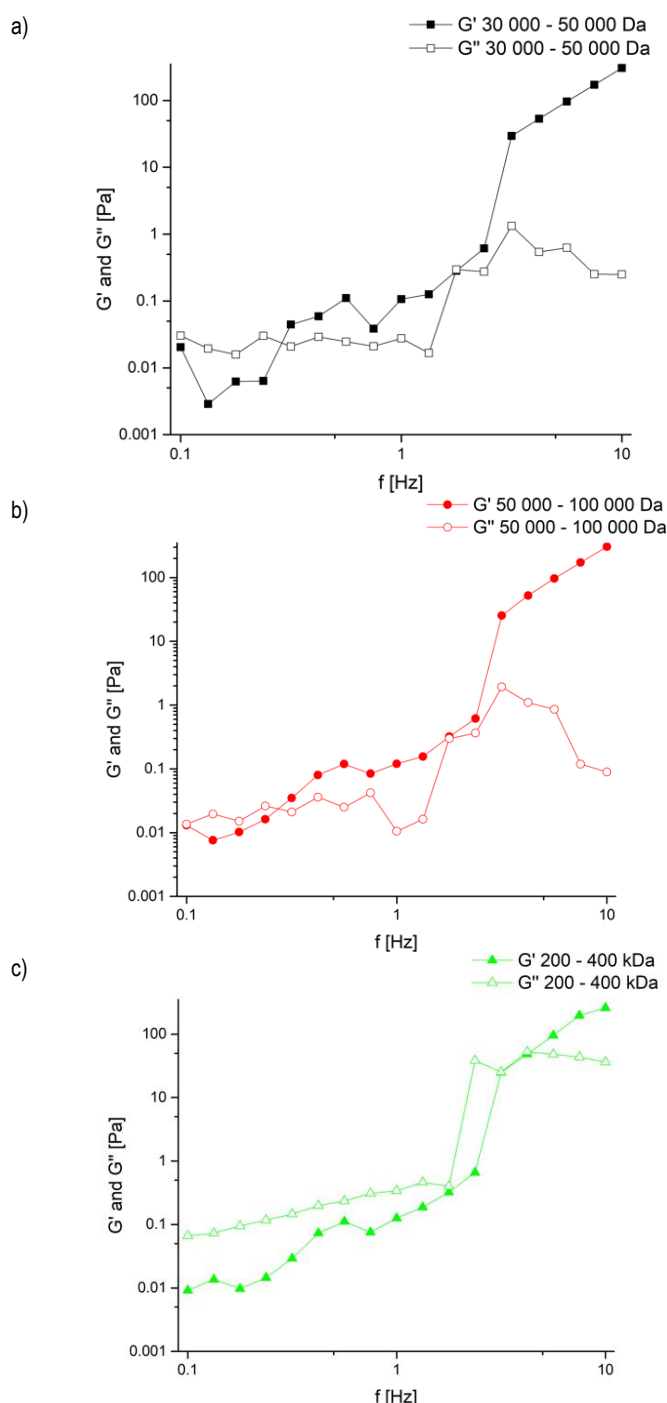 a)
G' 30 000 - 50 000 Da
G'' 30 000 - 50 000 Da
G' and G'' [Pa]
100
10
1
0.1
0.01
0.001
0.1
1
10
f [Hz]
b)
G' 50 000 - 100 000 Da
G'' 50 000 - 100 000 Da
G' and G'' [Pa]
100
10
1
0.1
0.01
0.001
0.1
1
10
f [Hz]
c)
G' 200 - 400 kDa
G'' 200 - 400 kDa
G' and G'' [Pa]
100
10
1
0.1
0.01
0.001
0.1
1
10
f [Hz]